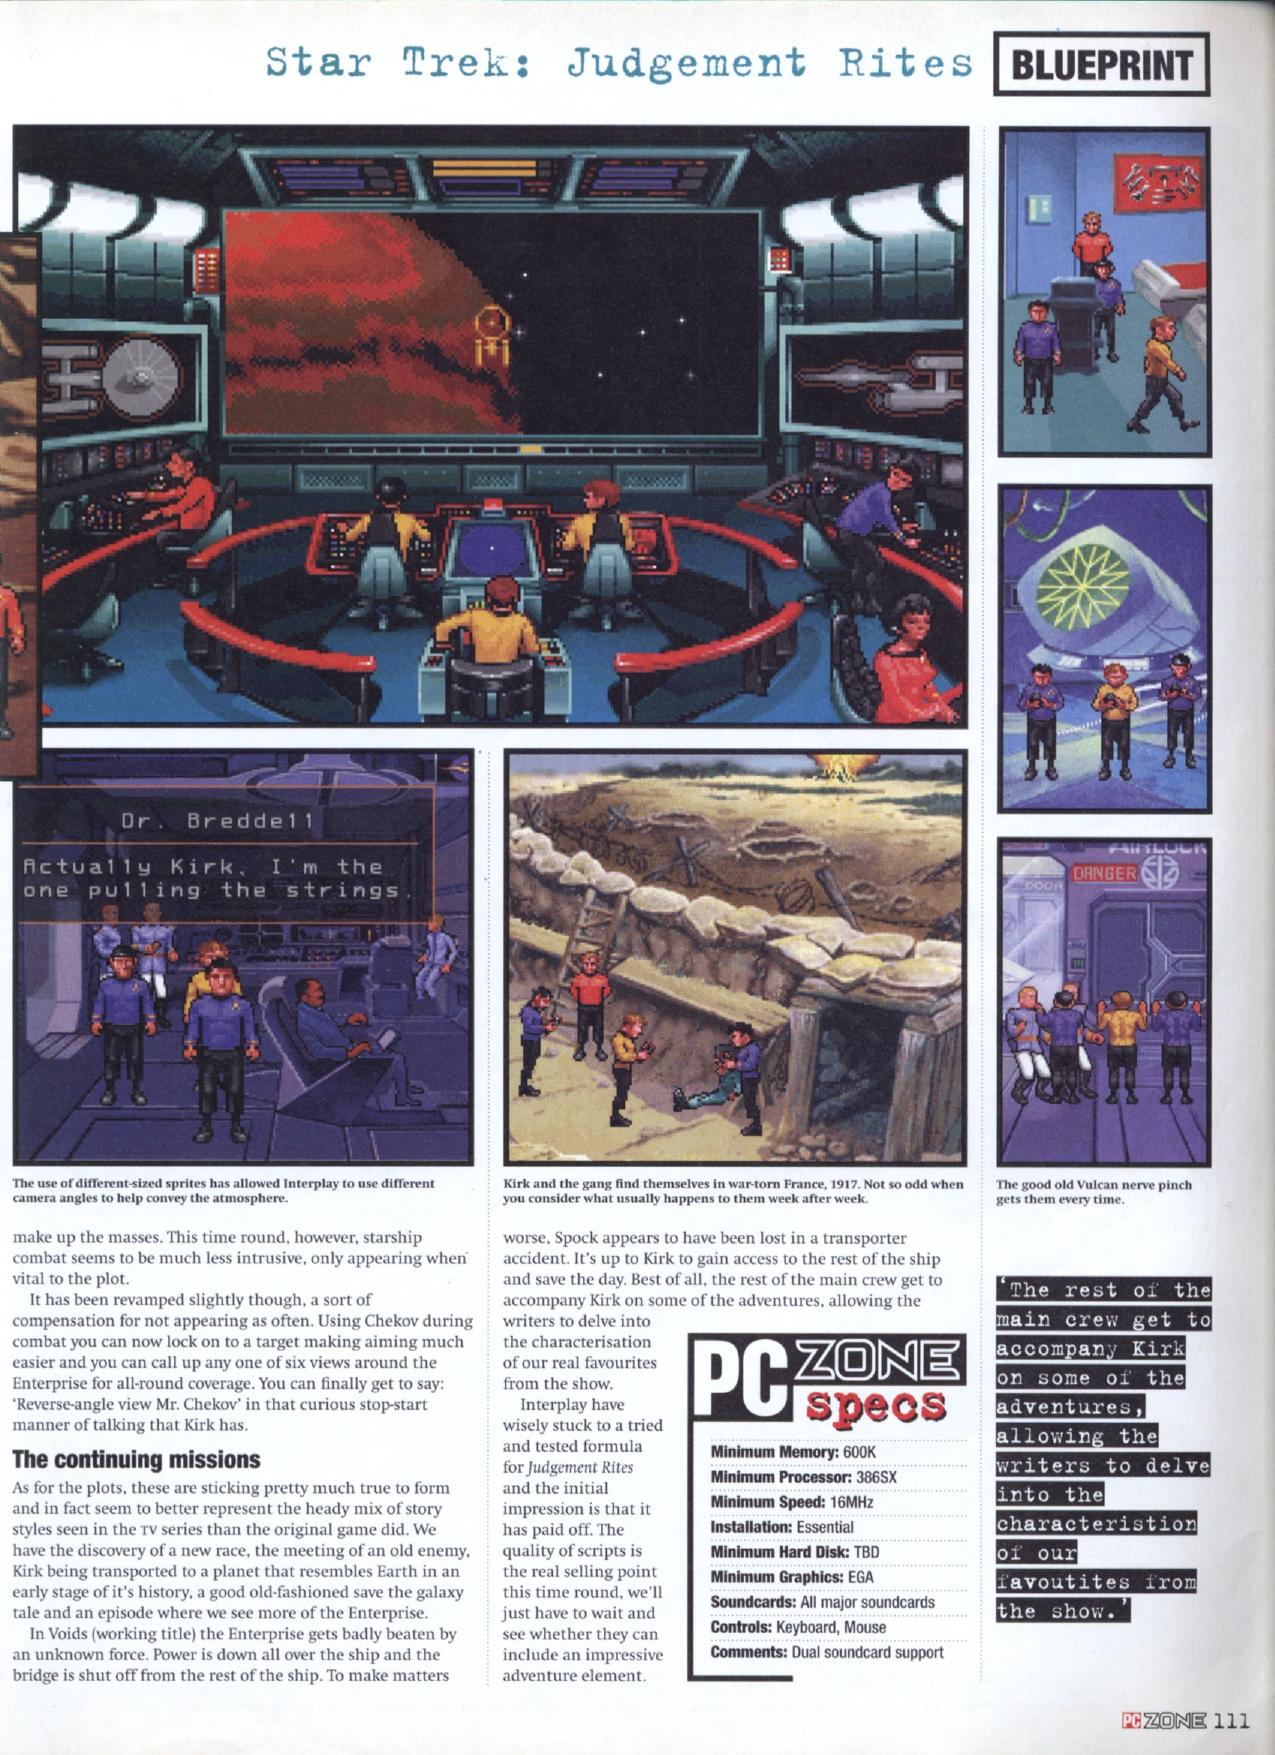 Star Trek: Judgement Rites
BLUEPRINT
Dr. Breddell
Actually Kirk, I'm the
one pulling the strings.
AIRLOCK
DANGER
DOOR
The use of different-sized sprites has allowed Interplay to use different
camera angles to help convey the atmosphere.
Kirk and the gang find themselves in war-torn France, 1917. Not so odd when
you consider what usually happens to them week after week.
The good old Vulcan nerve pinch
gets them every time.
make up the masses. This time round, however, starship
combat seems to be much less intrusive, only appearing when
vital to the plot.
It has been revamped slightly though, a sort of
compensation for not appearing as often. Using Chekov during
combat you can now lock on to a target making aiming much
easier and you can call up any one of six views around the
Enterprise for all-round coverage. You can finally get to say:
'Reverse-angle view Mr. Chekov' in that curious stop-start
manner of talking that Kirk has.
The continuing missions
As for the plots, these are sticking pretty much true to form
and in fact seem to better represent the heady mix of story
styles seen in the TV series than the original game did. We
have the discovery of a new race, the meeting of an old enemy,
Kirk being transported to a planet that resembles Earth in an
early stage of it's history, a good old-fashioned save the galaxy
tale and an episode where we see more of the Enterprise.
In Voids (working title) the Enterprise gets badly beaten by
an unknown force. Power is down all over the ship and the
bridge is shut off from the rest of the ship. To make matters
worse, Spock appears to have been lost in a transporter
accident. It's up to Kirk to gain access to the rest of the ship
and save the day. Best of all, the rest of the main crew get to
accompany Kirk on some of the adventures, allowing the
writers to delve into
the characterisation
of our real favourites
from the show.
Interplay have
wisely stuck to a tried
and tested formula
for Judgement Rites
and the initial
impression is that it
has paid off. The
quality of scripts is
the real selling point
this time round, we'll
just have to wait and
see whether they can
include an impressive
adventure element.
PC ZONE
specs
Minimum Memory: 600K
Minimum Processor: 386SX
Minimum Speed: 16MHz
Installation: Essential
Minimum Hard Disk: TBD
Minimum Graphics: EGA
Soundcards: All major soundcards
Controls: Keyboard, Mouse
Comments: Dual soundcard support
'The rest of the
main crew get to
accompany Kirk
on some of the
adventures,
allowing the
writers to delve
into the
characteristion
of our
favoutites from
the show.'
PC ZONE 111